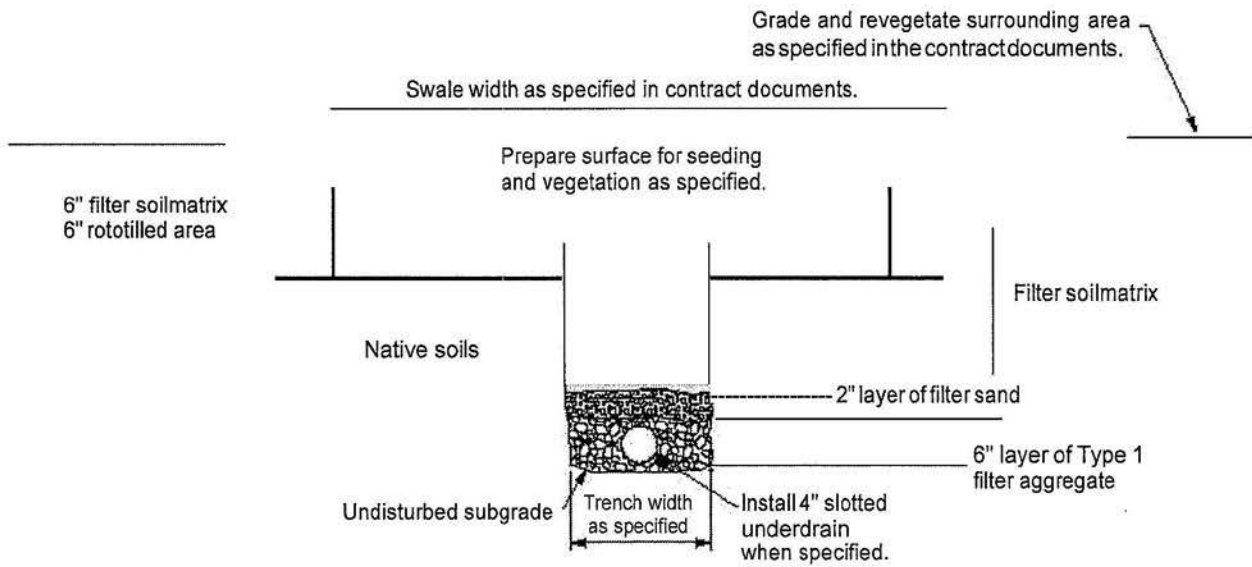 Grade and revegetate surrounding area
as specified in the contract documents.
Swale width as specified in contract documents.
Prepare surface for seeding
and vegetation as specified.
6" filter soilmatrix
6" rototilled area
Filter soilmatrix
Native soils
2" layer of filter sand
6" layer of Type 1
filter aggregate
Undisturbed subgrade
Trench width
as specified
Install 4" slotted
underdrain
when specified.